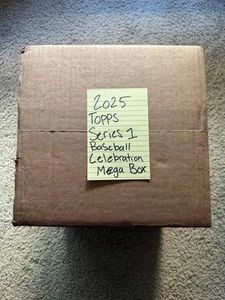 2025
Topps
Series 1
Baseball
Celebration
Mega Box